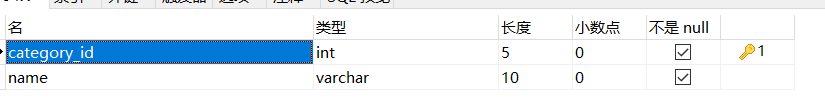 名 类型 长度 小数点 不是 null
category_id int 5 0 1
name varchar 10 0